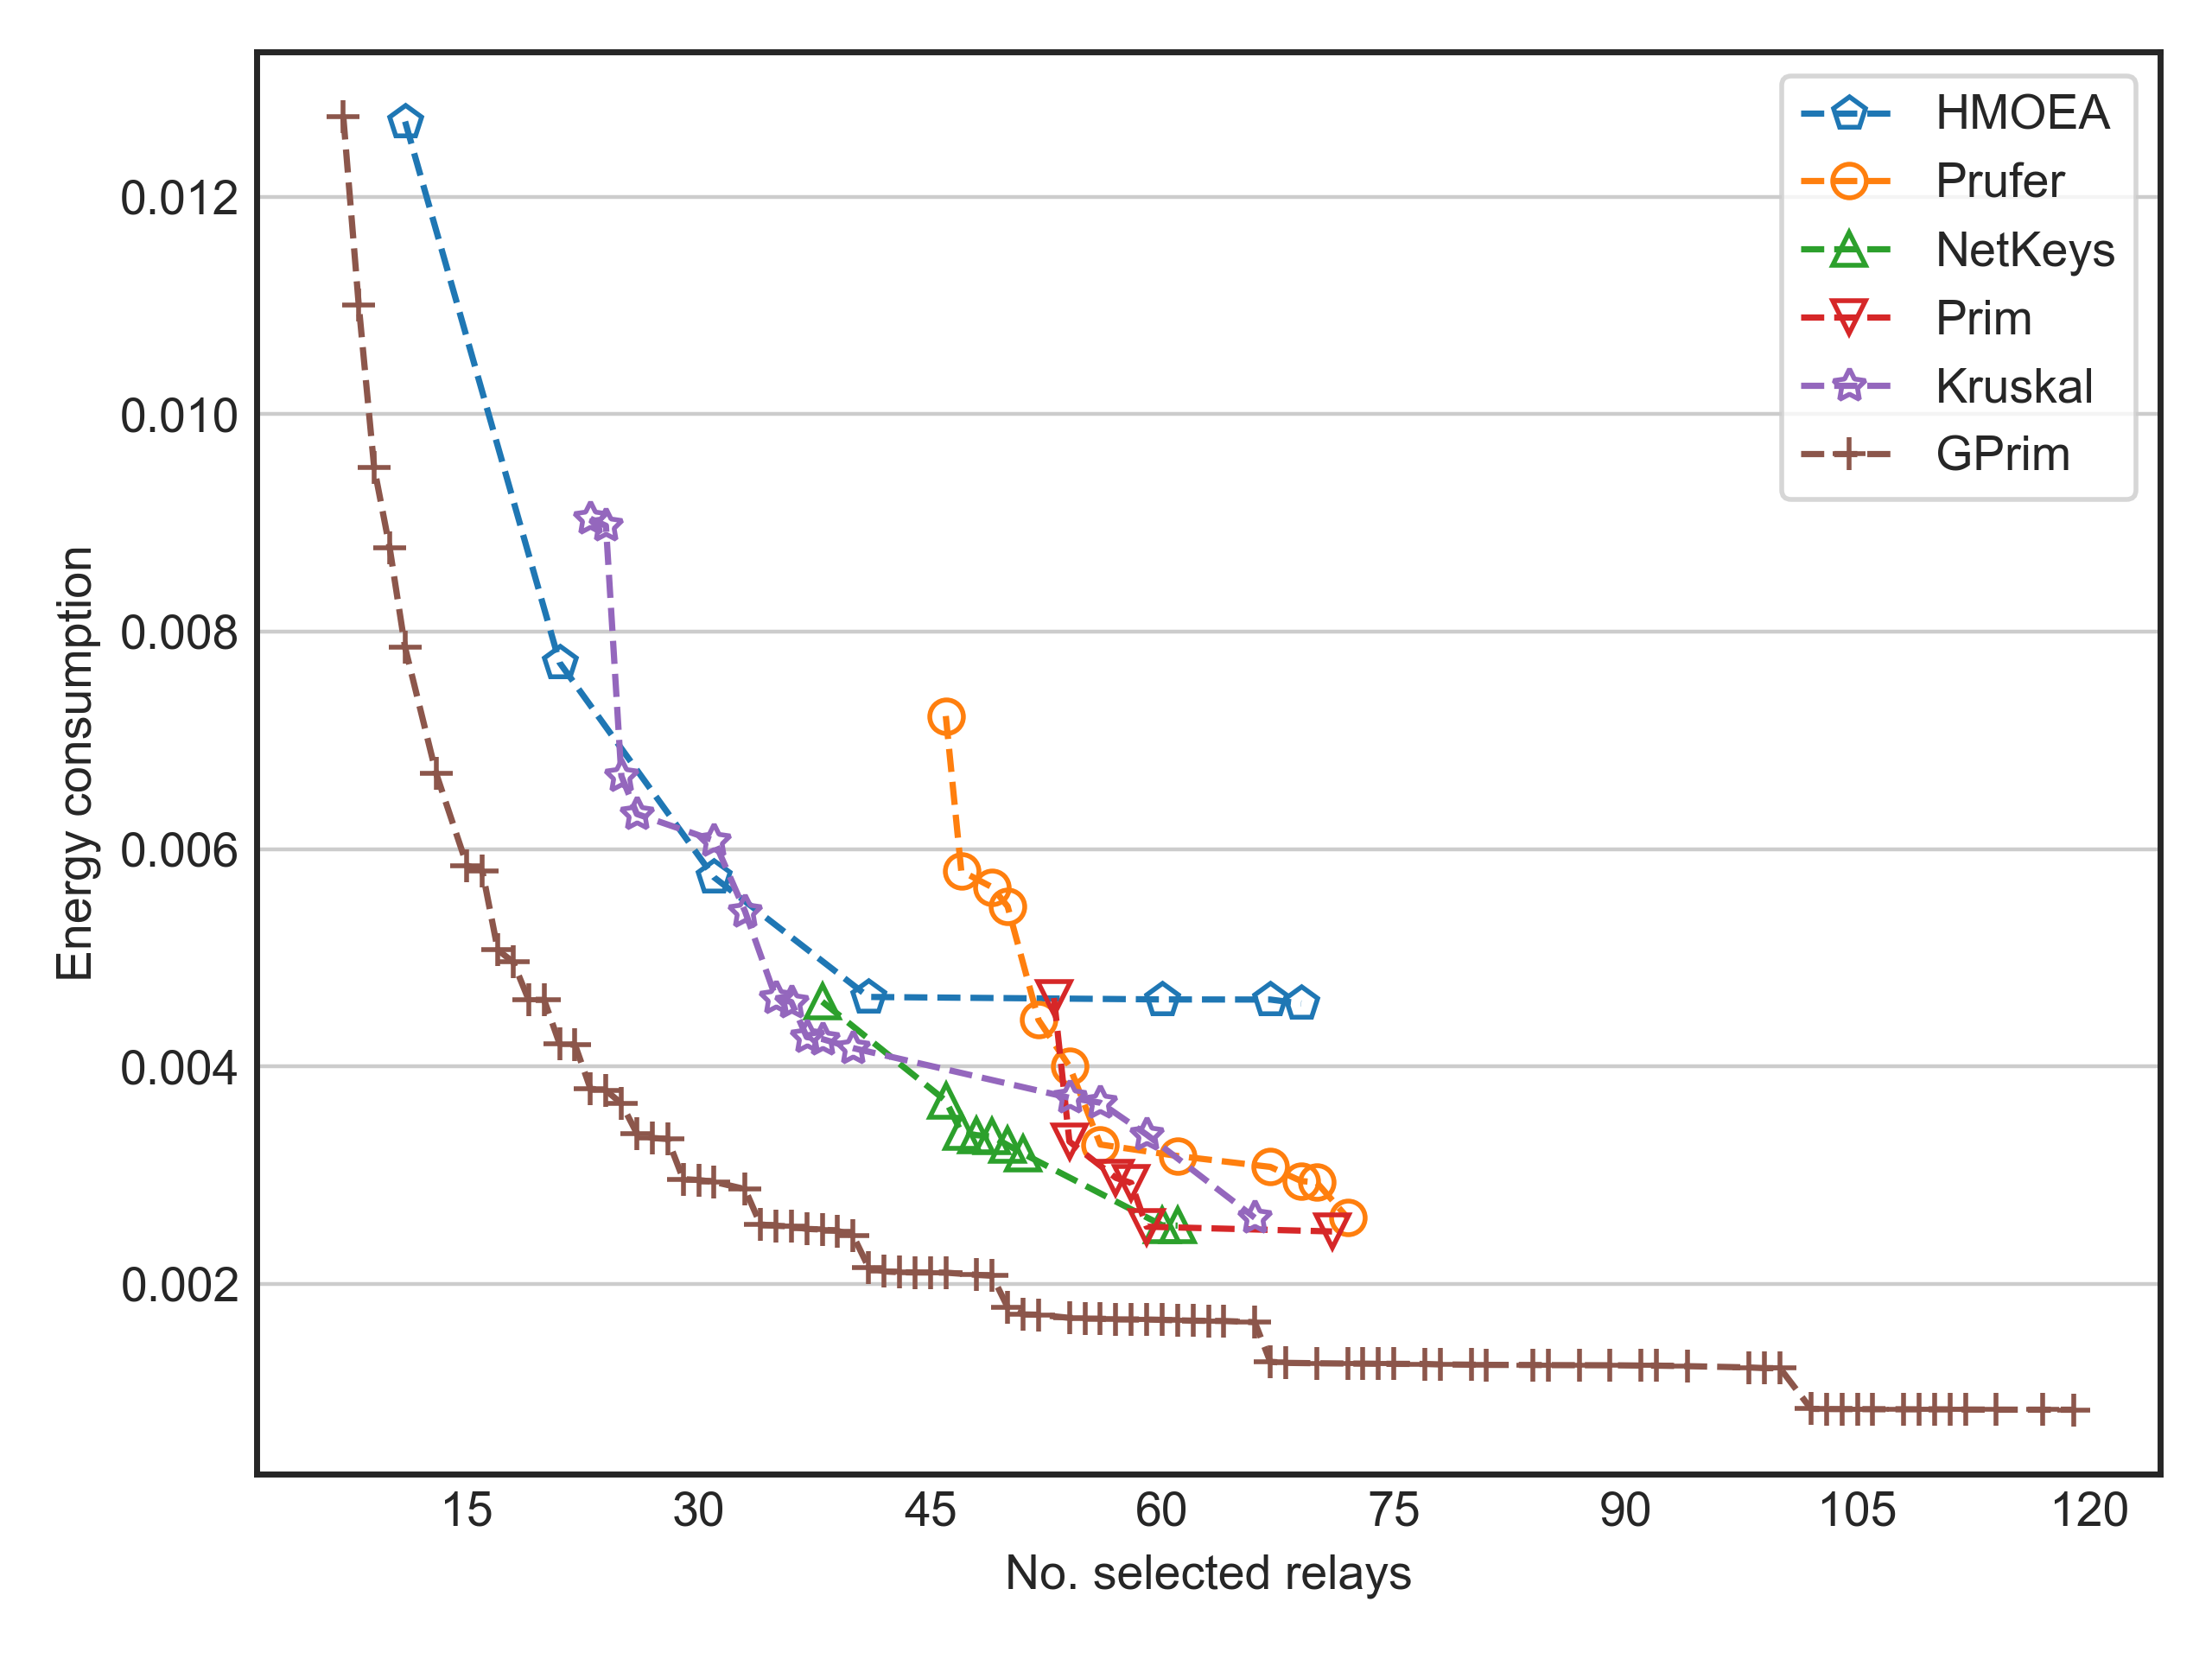 HMOEA
Prufer
NetKeys
Prim
Kruskal
GPrim
Energy consumption
0.012
0.010
0.008
0.006
0.004
0.002
15 30 45 60 75 90 105 120
No. selected relays